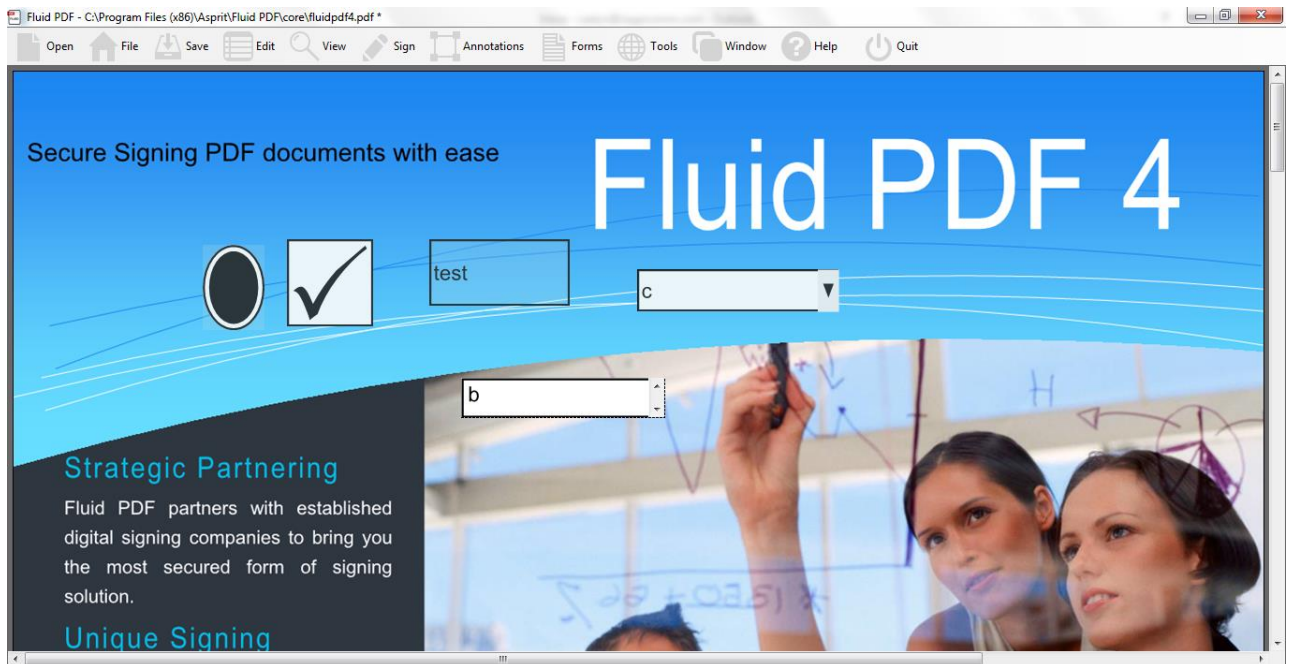 Fluid PDF - C:\Program Files (x86)\Asprit\Fluid PDF\core\fluidpdf4.pdf *
Open File Save Edit View Sign Annotations Forms Tools Window Help Quit
Secure Signing PDF documents with ease
Fluid PDF 4
test
c
b
H
Strategic Partnering
Fluid PDF partners with established
digital signing companies to bring you
the most secured form of signing
solution.
Unique Signing